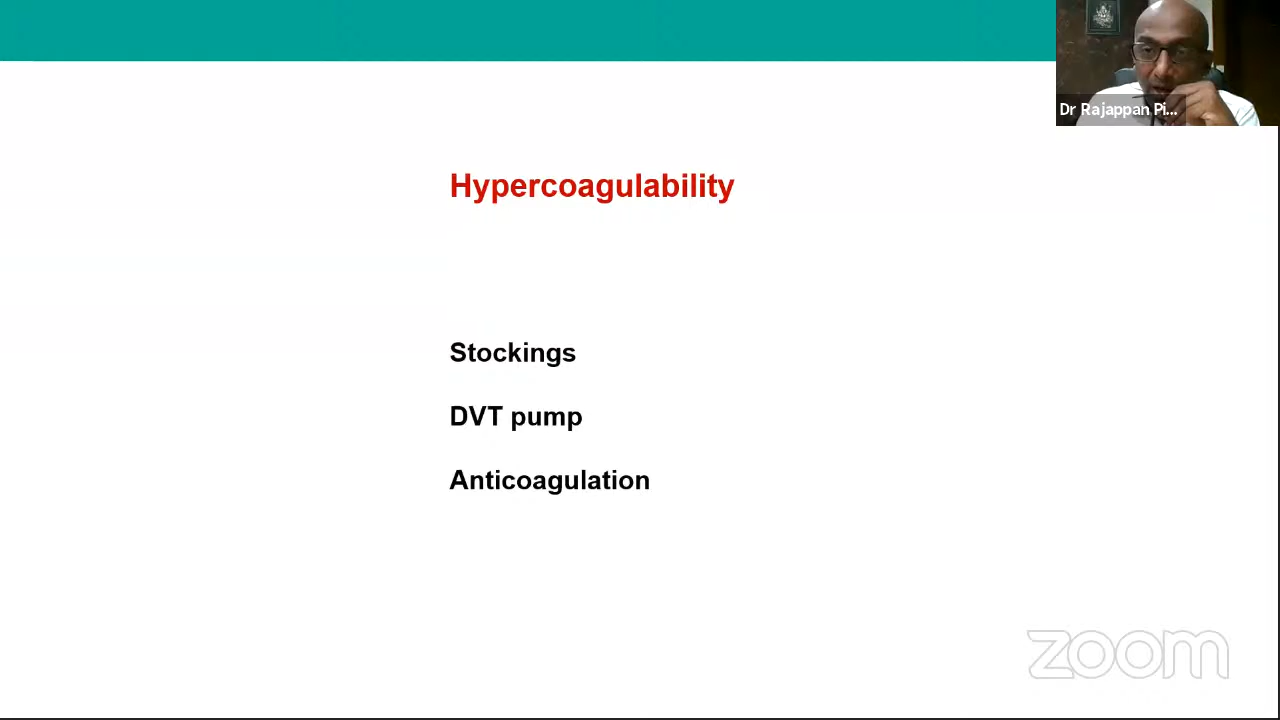 Dr Rajappan Pi...
Hypercoagulability
Stockings
DVT pump
Anticoagulation
zoom